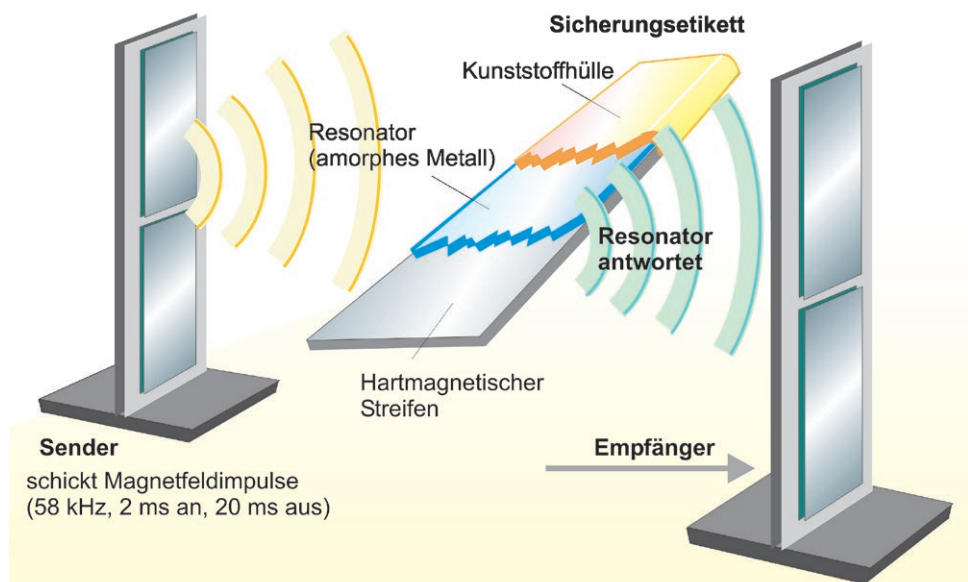 Sicherungsetikett
Kunststoffhülle
Resonator
(amorphes Metall)
Resonator
antwortet
Hartmagnetischer
Streifen
Sender
schickt Magnetfeldimpulse
(58 kHz, 2 ms an, 20 ms aus)
Empfänger